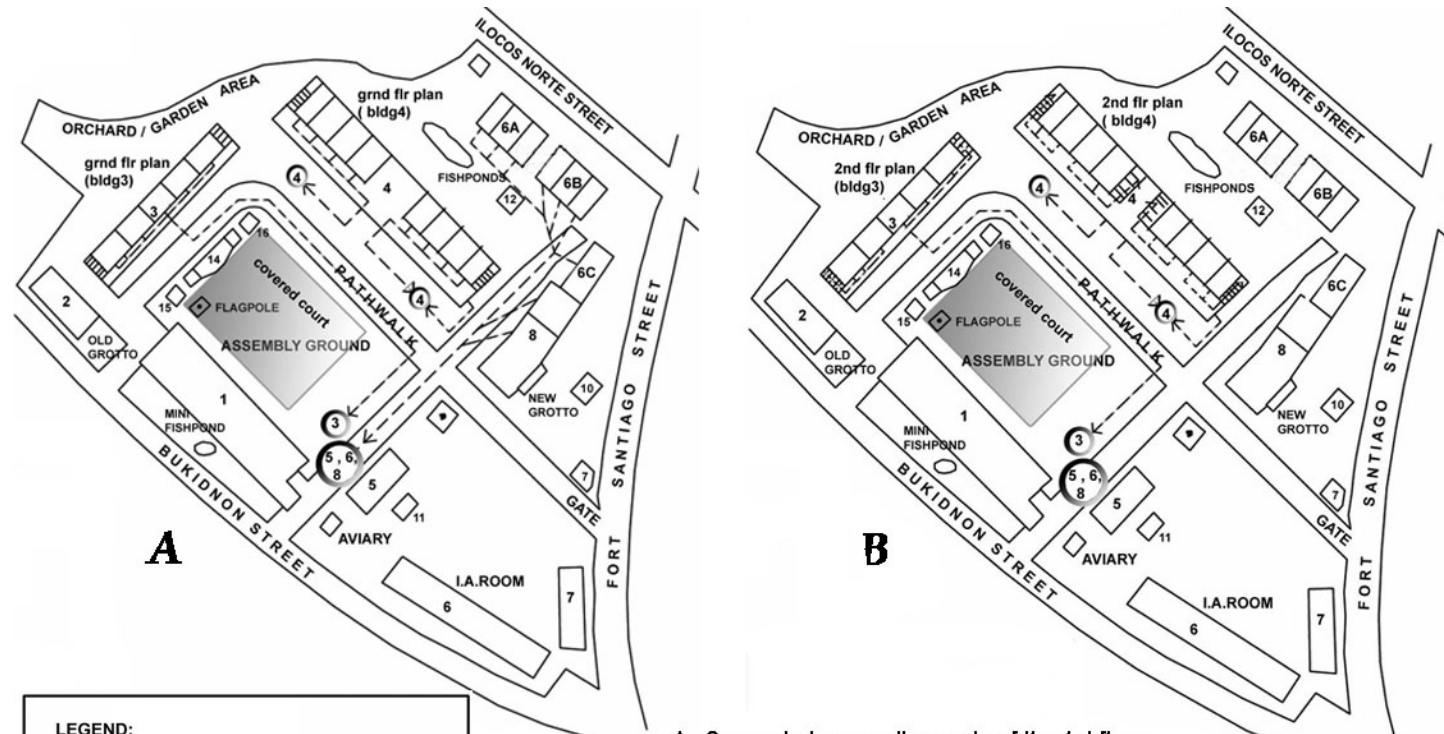 ILOCOS NORTE STREET
grnd flr plan
( bldg4)
ORCHARD / GARDEN AREA
grnd flr plan
(bldg3)
6A
6B
FISHPONDS
12
4
4
3
16
14
15
covered court
PATHWALK
FLAGPOLE
ASSEMBLY GROUND
4
6C
8
2
OLD
GROTTO
1
MINI
FISHPOND
3
5 , 6,
8
NEW
GROTTO
10
5
11
7
GATE
AVIARY
BUKIDNON STREET
FORT SANTIAGO STREET
I.A.ROOM
6
7
A
ILOCOS NORTE STREET
2nd flr plan
( bldg4)
ORCHARD / GARDEN AREA
2nd flr plan
(bldg3)
6A
6B
FISHPONDS
12
4
4
3
16
14
15
covered court
PATHWALK
FLAGPOLE
ASSEMBLY GROUND
4
6C
8
2
OLD
GROTTO
1
MINI
FISHPOND
3
5 , 6,
8
NEW
GROTTO
10
5
11
7
GATE
AVIARY
BUKIDNON STREET
FORT SANTIAGO STREET
I.A.ROOM
6
7
B
LEGEND: